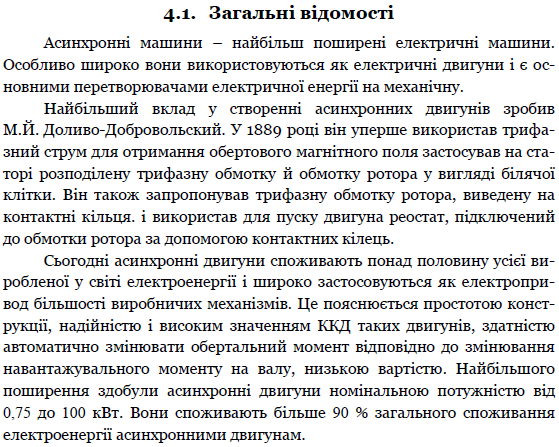 4.1. Загальні відомості
Асинхронні машини – найбільш поширені електричні машини.
Особливо широко вони використовуються як електричні двигуни і є ос-
новними перетворювачами електричної енергії на механічну.
Найбільший вклад у створенні асинхронних двигунів зробив
М.Й. Доливо-Добровольский. У 1889 році він уперше використав трифа-
зний струм для отримання обертового магнітного поля застосував на ста-
торі розподілену трифазну обмотку й обмотку ротора у вигляді білячої
клітки. Він також запропонував трифазну обмотку ротора, виведену на
контактні кільця. і використав для пуску двигуна реостат, підключений
до обмотки ротора за допомогою контактних кілець.
Сьогодні асинхронні двигуни споживають понад половину усієї ви-
робленої у світі електроенергії і широко застосовуються як електропри-
вод більшості виробничих механізмів. Це пояснюється простотою конст-
рукції, надійністю і високим значенням ККД таких двигунів, здатністю
автоматично змінювати обертальний момент відповідно до змінювання
навантажувального моменту на валу, низькою вартістю. Найбільшого
поширення здобули асинхронні двигуни номінальною потужністю від
0,75 до 100 кВт. Вони споживають більше 90 % загального споживання
електроенергії асинхронними двигунам.